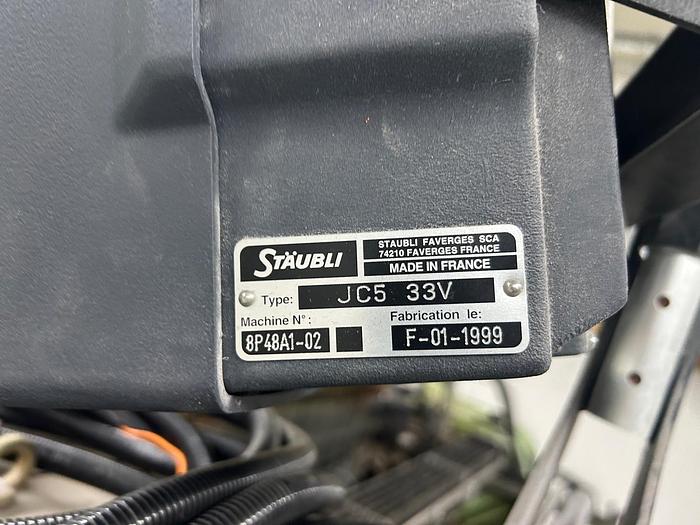 STÄUBLI
STAUBLI FAVERGES SCA
74210 FAVERGES FRANCE
MADE IN FRANCE
Type: JC5 33V
Machine N°: Fabrication le:
8P48A1-02 F-01-1999